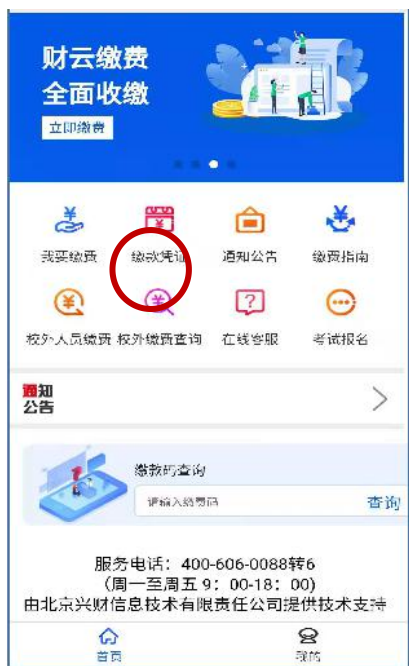 财云缴费
全面收缴
立即缴费
我要缴费 缴款凭证 通知公告 缴费指南
校外人员缴费 校外缴费查询 在线客服 考试报名
通知
公告
缴款码查询
请输入缴费码 查询
服务电话：400-606-0088转6
(周一至周五 9：00-18：00)
由北京兴财信息技术有限责任公司提供技术支持
首页 我的